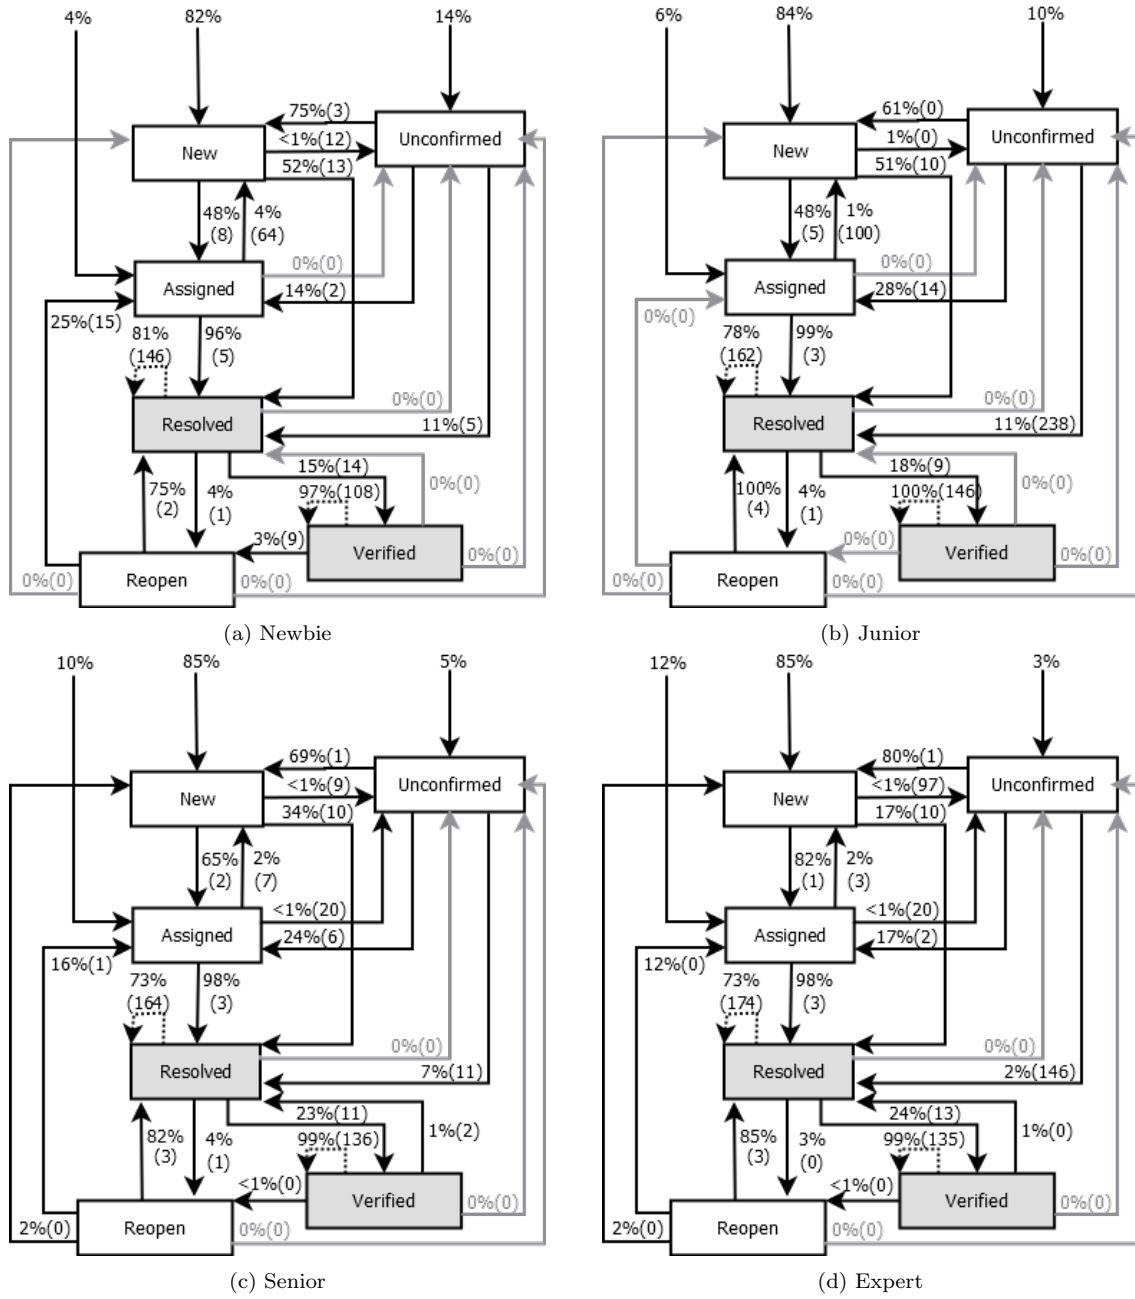 4% 82% 14%
75%(3)
Unconfirmed
<1%(12)
New
52%(13)
48% 4%
(8) (64)
0%(0)
Assigned 14%(2)
25%(15)
81% 96%
(146) (5)
0%(0)
Resolved
11%(5)
15%(14)
75% 4% 97%(108) 0%(0)
(2) (1)
3%(9) Verified 0%(0)
0%(0) Reopen 0%(0)
(a) Newbie
6% 84% 10%
61%(0)
Unconfirmed
1%(0)
New
51%(10)
48% 1%
(5) (100)
0%(0)
Assigned 28%(14)
0%(0)
78% 99%
(162) (3)
0%(0)
Resolved
11%(238)
18%(9)
100% 4% 100%(146) 0%(0)
(4) (1)
0%(0) Verified 0%(0)
0%(0) Reopen 0%(0)
(b) Junior
10% 85% 5%
69%(1)
Unconfirmed
<1%(9)
New
34%(10)
65% 2%
(2) (7)
<1%(20)
Assigned 24%(6)
16%(1)
73% 98%
(164) (3)
0%(0)
Resolved 7%(11)
23%(11)
82% 4% 99%(136) 1%(2)
(3) (1)
<1%(0) Verified 0%(0)
2%(0) Reopen 0%(0)
(c) Senior
12% 85% 3%
80%(1)
Unconfirmed
<1%(97)
New
17%(10)
82% 2%
(1) (3)
<1%(20)
Assigned 17%(2)
12%(0)
73% 98%
(174) (3)
0%(0)
Resolved 2%(146)
24%(13)
85% 3% 99%(135) 1%(0)
(3) (0)
<1%(0) Verified 0%(0)
2%(0) Reopen 0%(0)
(d) Expert